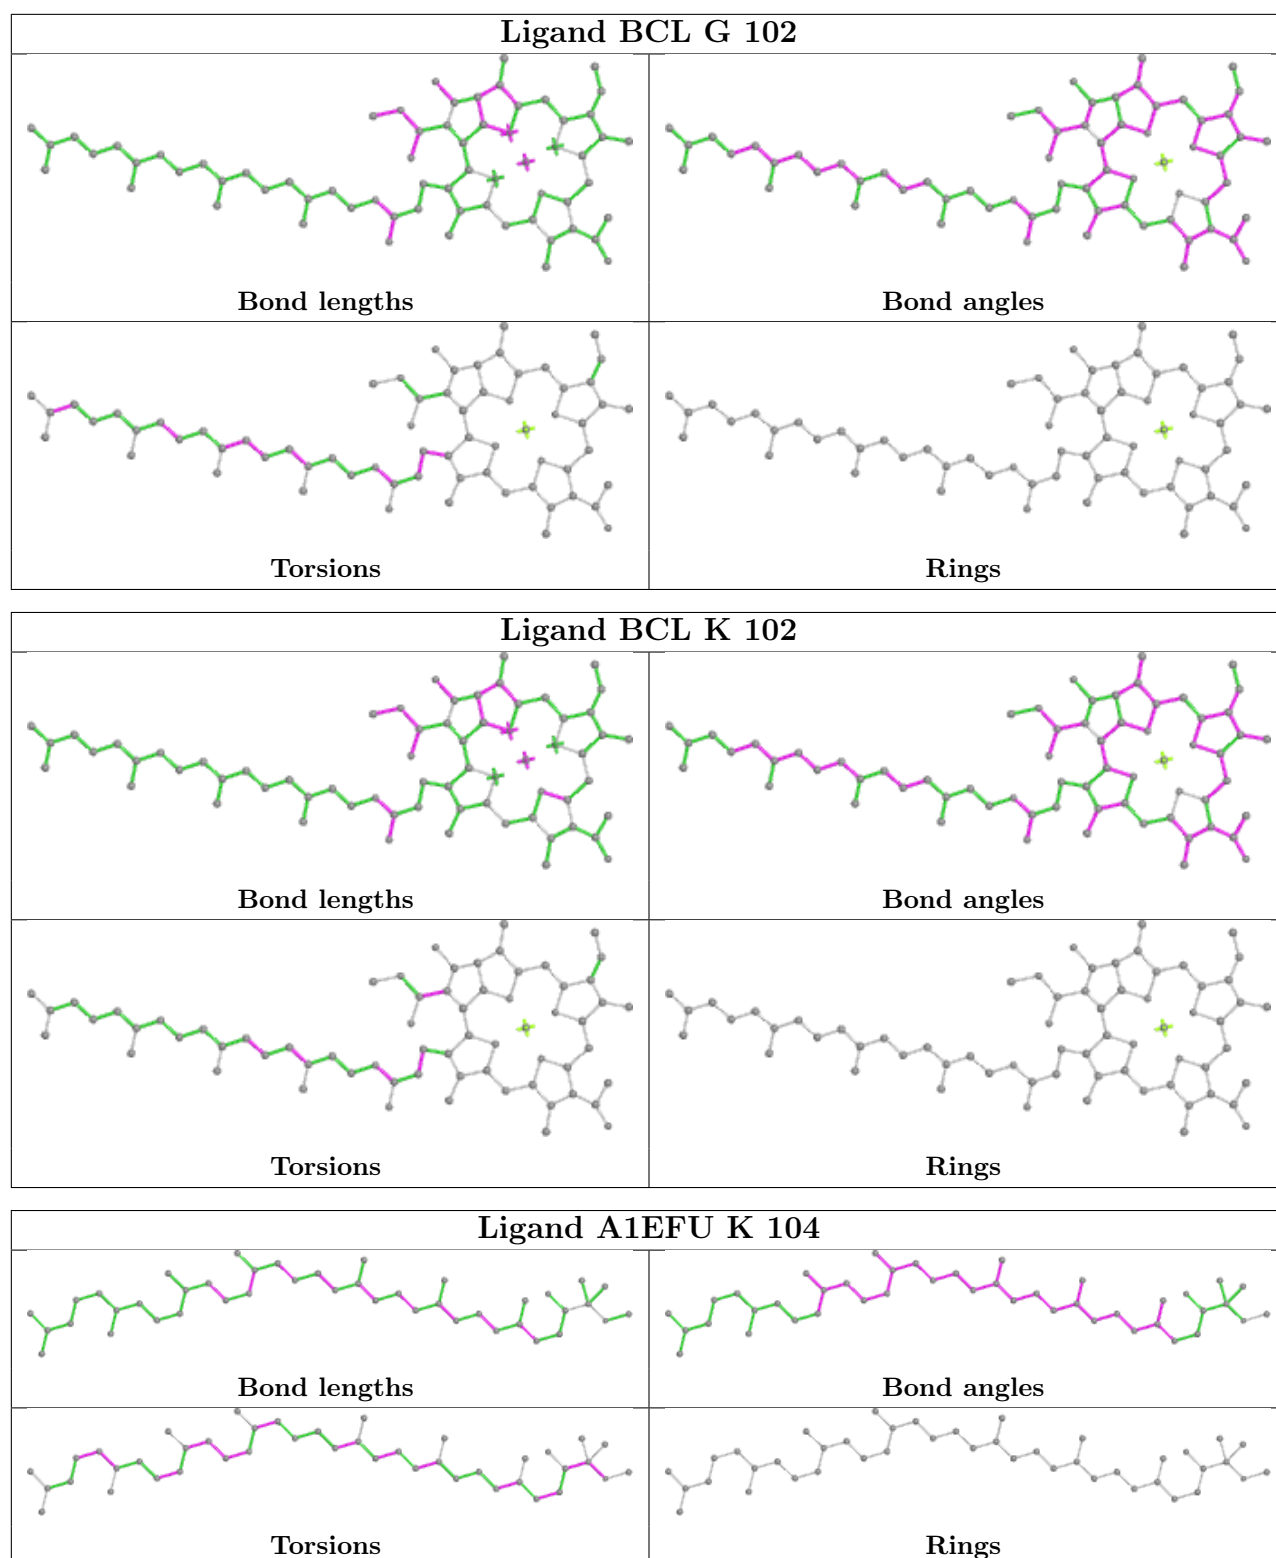 Ligand BCL G 102
Bond lengths
Bond angles
Torsions
Rings
Ligand BCL K 102
Bond lengths
Bond angles
Torsions
Rings
Ligand A1EFU K 104
Bond lengths
Bond angles
Torsions
Rings